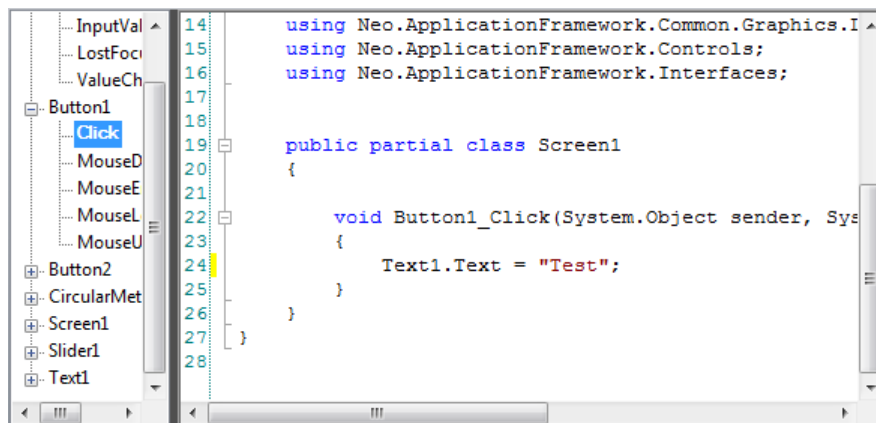 InputVal
LostFoc
ValueCh
Button1
Click
MouseD
MouseE
MouseL
MouseU
Button2
CircularMet
Screen1
Slider1
Text1
14 using Neo.ApplicationFramework.Common.Graphics.I
15 using Neo.ApplicationFramework.Controls;
16 using Neo.ApplicationFramework.Interfaces;
17
18
19 public partial class Screen1
20 {
21
22 void Button1_Click(System.Object sender, Sys
23 {
24 Text1.Text = "Test";
25 }
26 }
27 }
28